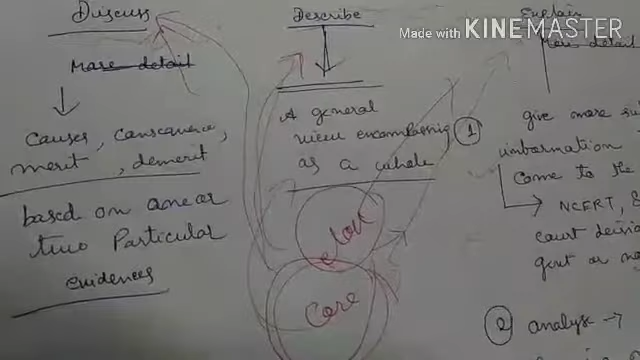 Discuss
More detail
causes, consequence,
merit, demerit
based on one or
two Particular
evidences
Describe
A general
view encompassing
as a whole
Core
Made with KINEMASTER
Explain
More detail
give more
information
1
come to the
NCERT, &
court
govt or
2 analyse →